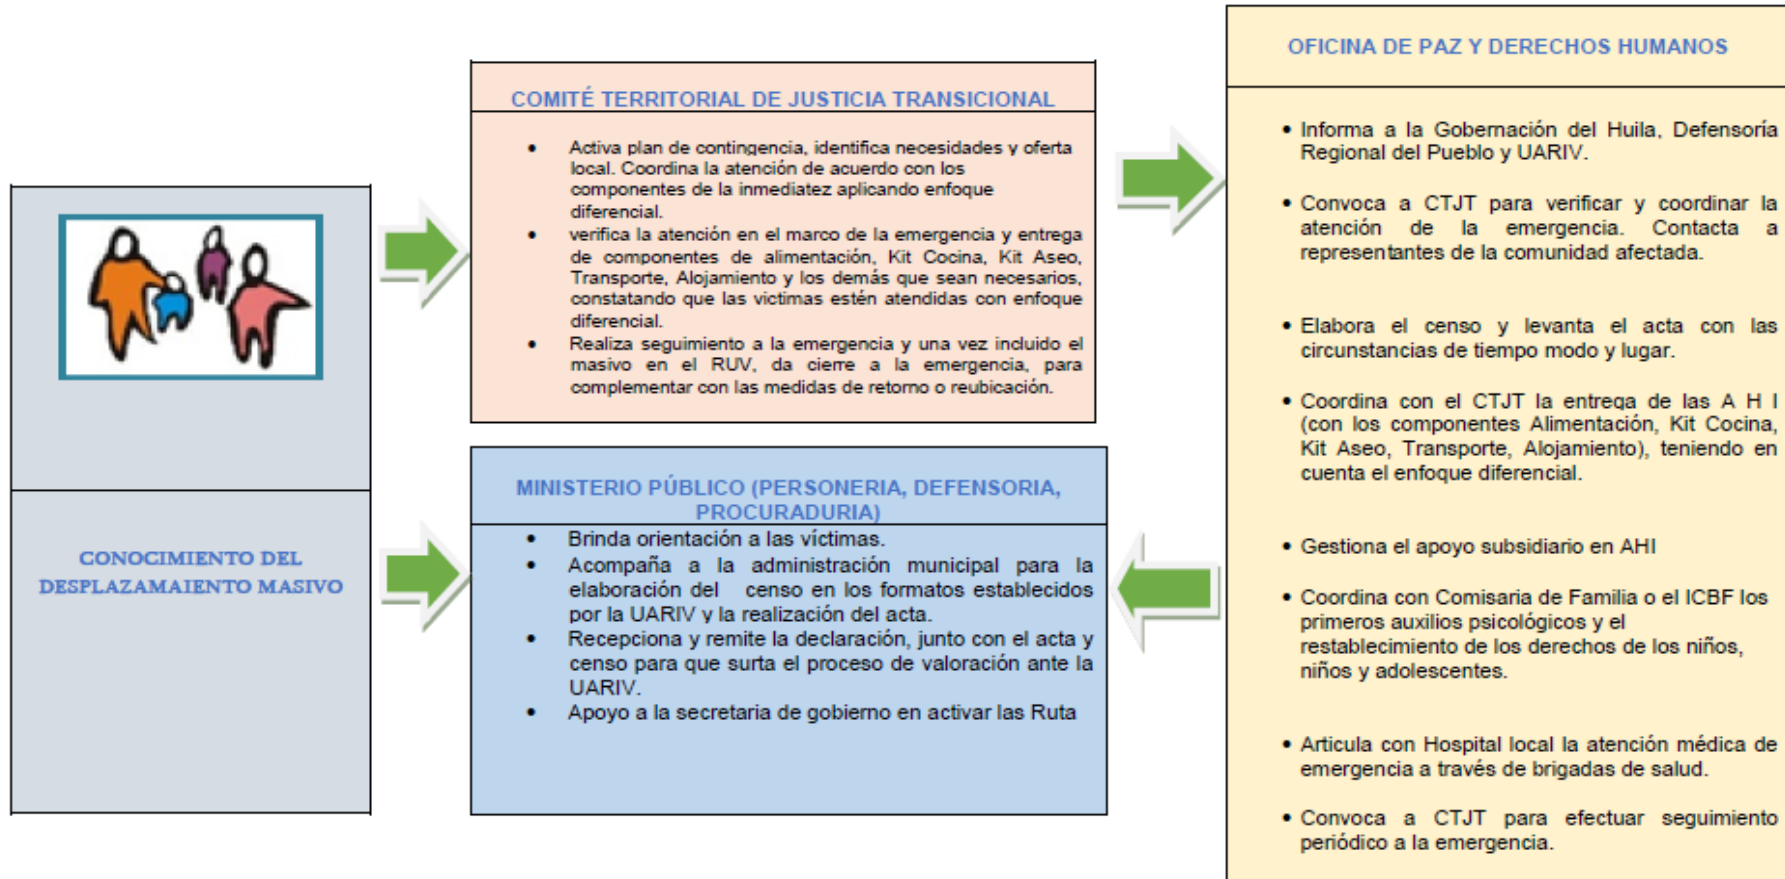 CONOCIMIENTO DEL
DESPLAZAMAIENTO MASIVO
COMITÉ TERRITORIAL DE JUSTICIA TRANSICIONAL
• Activa plan de contingencia, identifica necesidades y oferta
local. Coordina la atención de acuerdo con los
componentes de la inmediatez aplicando enfoque
diferencial.
• verifica la atención en el marco de la emergencia y entrega
de componentes de alimentación, Kit Cocina, Kit Aseo,
Transporte, Alojamiento y los demás que sean necesarios,
constatando que las victimas estén atendidas con enfoque
diferencial.
• Realiza seguimiento a la emergencia y una vez incluido el
masivo en el RUV, da cierre a la emergencia, para
complementar con las medidas de retorno o reubicación.
MINISTERIO PÚBLICO (PERSONERIA, DEFENSORIA,
PROCURADURIA)
• Brinda orientación a las víctimas.
• Acompaña a la administración municipal para la
elaboración del censo en los formatos establecidos
por la UARIV y la realización del acta.
• Recepciona y remite la declaración, junto con el acta y
censo para que surta el proceso de valoración ante la
UARIV.
• Apoyo a la secretaria de gobierno en activar las Ruta
OFICINA DE PAZ Y DERECHOS HUMANOS
• Informa a la Gobernación del Huila, Defensoría
Regional del Pueblo y UARIV.
• Convoca a CTJT para verificar y coordinar la
atención de la emergencia. Contacta a
representantes de la comunidad afectada.
• Elabora el censo y levanta el acta con las
circunstancias de tiempo modo y lugar.
• Coordina con el CTJT la entrega de las A H I
(con los componentes Alimentación, Kit Cocina,
Kit Aseo, Transporte, Alojamiento), teniendo en
cuenta el enfoque diferencial.
• Gestiona el apoyo subsidiario en AHI
• Coordina con Comisaria de Familia o el ICBF los
primeros auxilios psicológicos y el
restablecimiento de los derechos de los niños,
niños y adolescentes.
• Articula con Hospital local la atención médica de
emergencia a través de brigadas de salud.
• Convoca a CTJT para efectuar seguimiento
periódico a la emergencia.